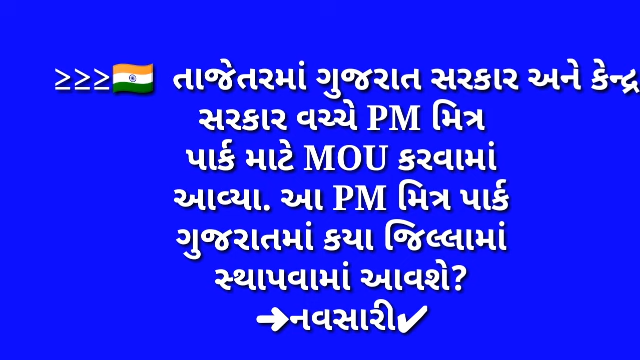 ≥≥≥🇮🇳 તાજેતરમાં ગુજરાત સરકાર અને કેન્દ્ર
સરકાર વચ્ચે PM મિત્ર
પાર્ક માટે MOU કરવામાં
આવ્યા. આ PM મિત્ર પાર્ક
ગુજરાતમાં કયા જિલ્લામાં
સ્થાપવામાં આવશે?
➜નવસારી✔